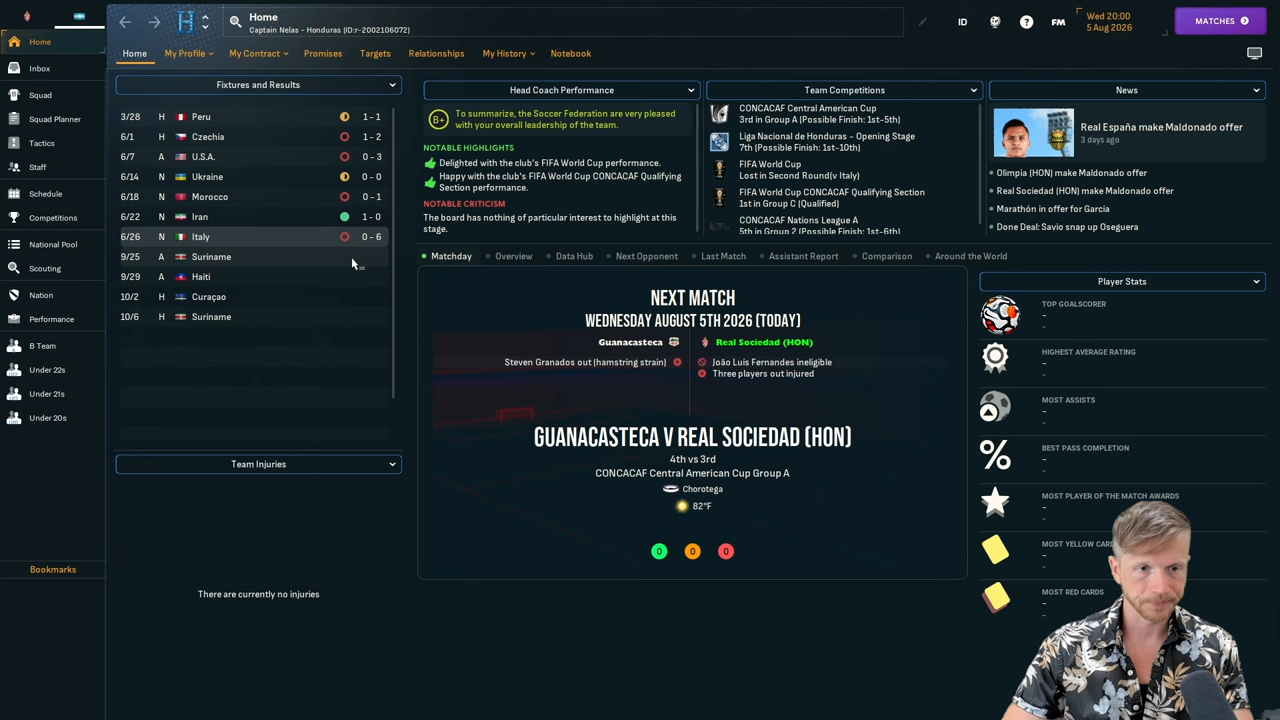 Home
Captain Nelas - Honduras (ID:r-2002106072)
ID
FM
Wed 20:00
5 Aug 2026
MATCHES
Home
Inbox
Squad
Squad Planner
Tactics
Staff
Schedule
Competitions
National Pool
Scouting
Nation
Performance
B Team
Under 22s
Under 21s
Under 20s
Bookmarks
Home
My Profile
My Contract
Promises
Targets
Relationships
My History
Notebook
Fixtures and Results
3/28 H Peru 1 - 1
6/1 H Czechia 1 - 2
6/7 A U.S.A. 0 - 3
6/14 N Ukraine 0 - 0
6/18 N Morocco 0 - 1
6/22 N Iran 1 - 0
6/26 N Italy 0 - 6
9/25 A Suriname
9/29 A Haiti
10/2 H Curaçao
10/6 H Suriname
Team Injuries
There are currently no injuries
Head Coach Performance
B+
To summarize, the Soccer Federation are very pleased
with your overall leadership of the team.
NOTABLE HIGHLIGHTS
Delighted with the club's FIFA World Cup performance.
Happy with the club's FIFA World Cup CONCACAF Qualifying
Section performance.
NOTABLE CRITICISM
The board has nothing of particular interest to highlight at this
stage.
Team Competitions
CONCACAF Central American Cup
3rd in Group A (Possible Finish: 1st-5th)
Liga Nacional de Honduras - Opening Stage
7th (Possible Finish: 1st-10th)
FIFA World Cup
Lost in Second Round(v Italy)
FIFA World Cup CONCACAF Qualifying Section
1st in Group C (Qualified)
CONCACAF Nations League A
5th in Group 2 (Possible Finish: 1st-6th)
News
Real España make Maldonado offer
3 days ago
Olimpia (HON) make Maldonado offer
Real Sociedad (HON) make Maldonado offer
Marathón in offer for García
Done Deal: Savio snap up Oseguera
Matchday
Overview
Data Hub
Next Opponent
Last Match
Assistant Report
Comparison
Around the World
NEXT MATCH
WEDNESDAY AUGUST 5TH 2026 (TODAY)
Guanacasteca
Real Sociedad (HON)
Steven Granados out (hamstring strain)
João Luis Fernandes ineligible
Three players out injured
GUANACASTECA V REAL SOCIEDAD (HON)
4th vs 3rd
CONCACAF Central American Cup Group A
Chorotega
82°F
0 0 0
Player Stats
TOP GOALSCORER
-
-
HIGHEST AVERAGE RATING
-
-
MOST ASSISTS
-
-
BEST PASS COMPLETION
-
-
MOST PLAYER OF THE MATCH AWARDS
-
-
MOST YELLOW CARD
-
-
MOST RED CARDS
-
-